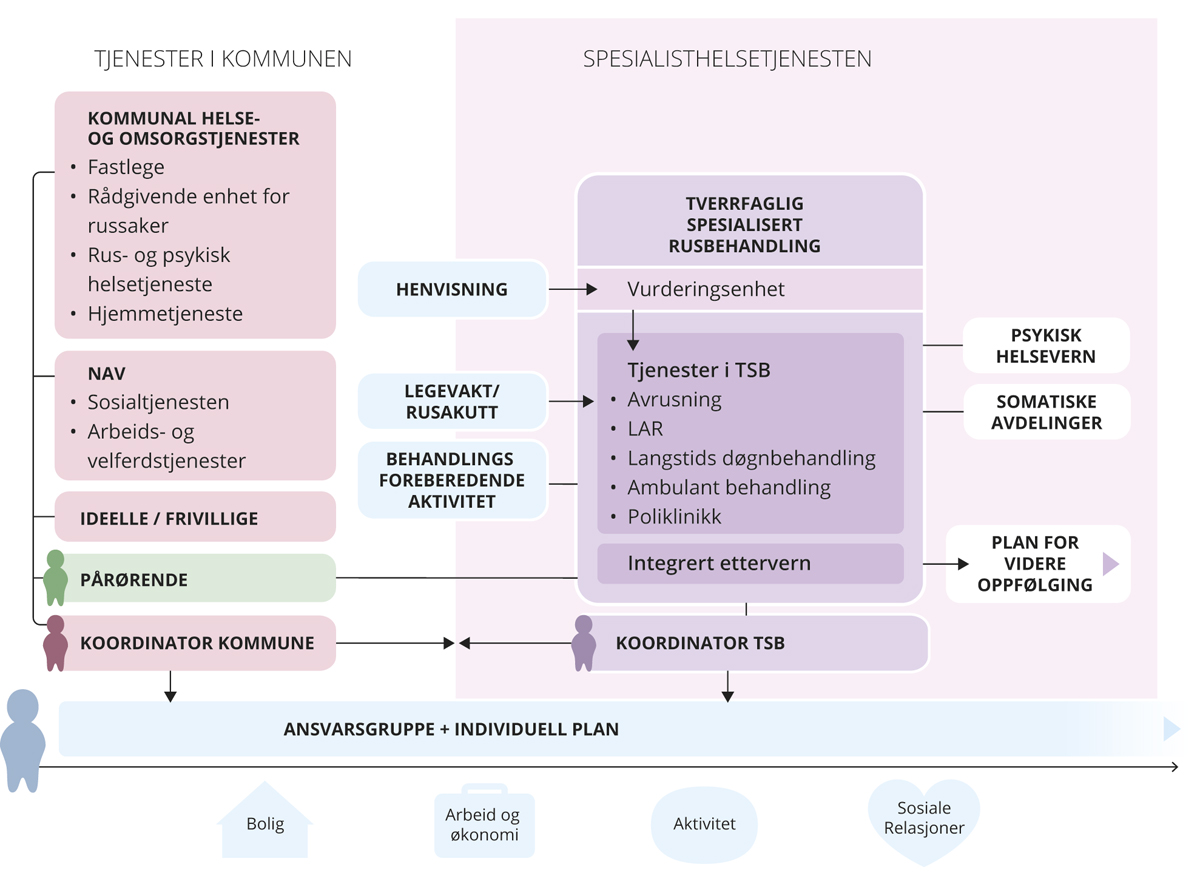 TJENESTER I KOMMUNEN
KOMMUNAL HELSE-
OG OMSORGSTJENESTER
• Fastlege
• Rådgivende enhet for
russaker
• Rus- og psykisk
helsetjeneste
• Hjemmetjeneste
NAV
• Sosialtjenesten
• Arbeids- og
velferdstjenester
IDEELLE / FRIVILLIGE
PÅRØRENDE
KOORDINATOR KOMMUNE
HENVISNING
LEGEVAKT/
RUSAKUTT
BEHANDLINGS
FOREBEREDENDE
AKTIVITET
SPESIALISTHELSETJENESTEN
TVERRFAGLIG
SPESIALISERT
RUSBEHANDLING
Vurderingsenhet
Tjenester i TSB
• Avrusning
• LAR
• Langstids døgnbehandling
• Ambulant behandling
• Poliklinikk
Integrert ettervern
KOORDINATOR TSB
PSYKISK
HELSEVERN
SOMATISKE
AVDELINGER
PLAN FOR
VIDERE
OPPFØLGING
ANSVARSGRUPPE + INDIVIDUELL PLAN
Bolig
Arbeid og
økonomi
Aktivitet
Sosiale
Relasjoner